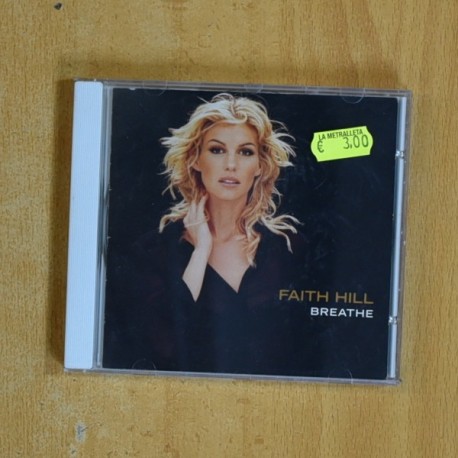 LA METRALLETA
€ 3,00
FAITH HILL
BREATHE